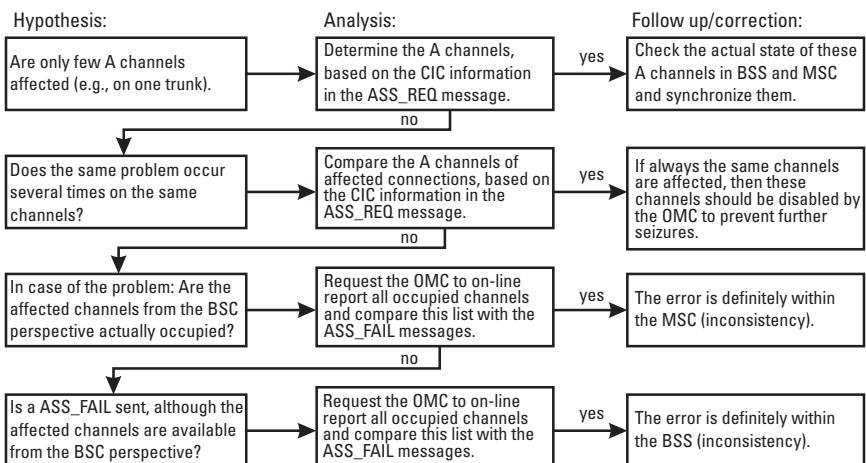 Hypothesis:
Analysis:
Follow up/correction:
Are only few A channels
affected (e.g., on one trunk).
Determine the A channels,
based on the CIC information
in the ASS_REQ message.
yes
Check the actual state of these
A channels in BSS and MSC
and synchronize them.
no
Does the same problem occur
several times on the same
channels?
Compare the A channels of
affected connections, based on
the CIC information in the
ASS_REQ message.
yes
If always the same channels
are affected, then these
channels should be disabled by
the OMC to prevent further
seizures.
no
In case of the problem: Are the
affected channels from the BSC
perspective actually occupied?
Request the OMC to on-line
report all occupied channels
and compare this list with the
ASS_FAIL messages.
yes
The error is definitely within
the MSC (inconsistency).
no
Is a ASS_FAIL sent, although the
affected channels are available
from the BSC perspective?
Request the OMC to on-line
report all occupied channels
and compare this list with the
ASS_FAIL messages.
yes
The error is definitely within
the BSS (inconsistency).